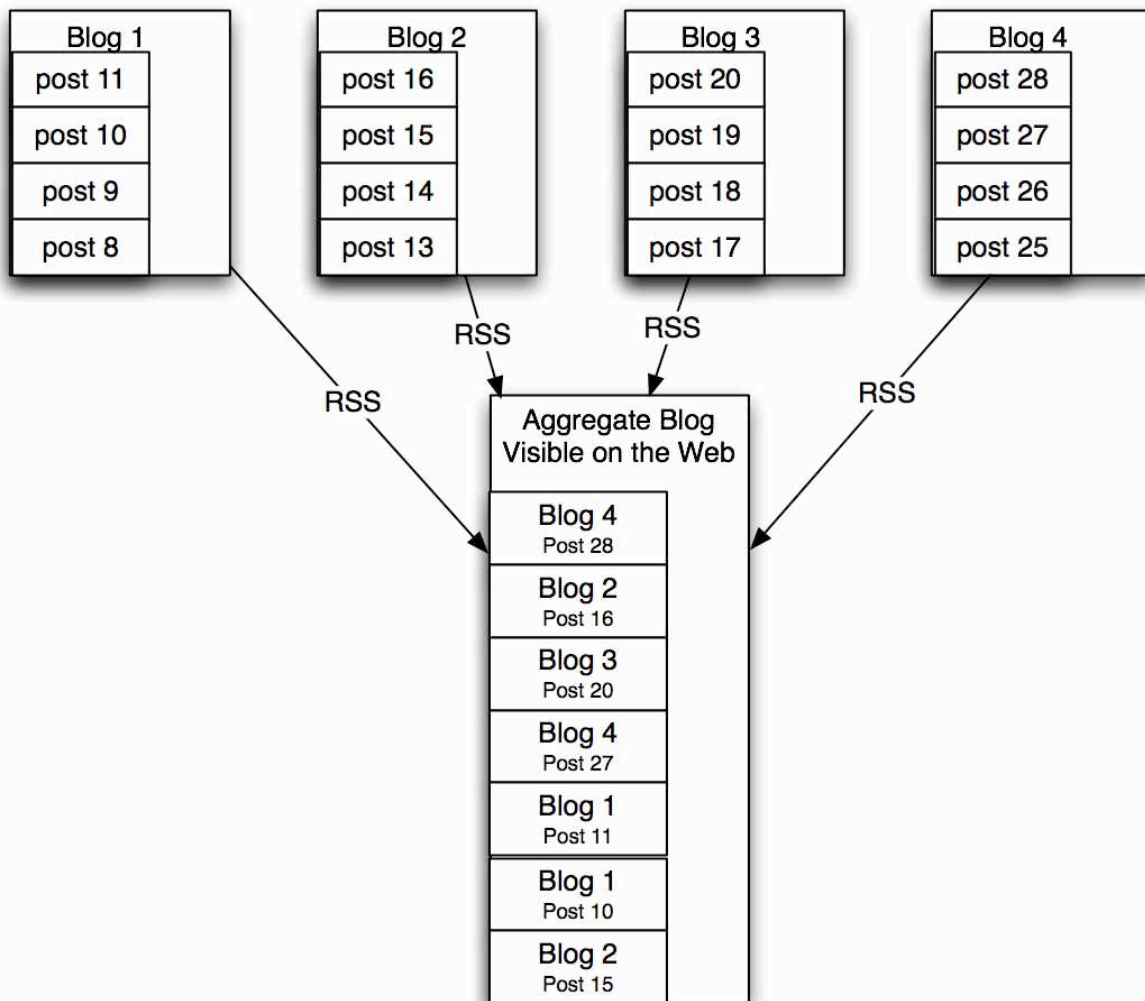 Blog 1
post 11
post 10
post 9
post 8
Blog 2
post 16
post 15
post 14
post 13
Blog 3
post 20
post 19
post 18
post 17
Blog 4
post 28
post 27
post 26
post 25
RSS
RSS
RSS
RSS
Aggregate Blog
Visible on the Web
Blog 4
Post 28
Blog 2
Post 16
Blog 3
Post 20
Blog 4
Post 27
Blog 1
Post 11
Blog 1
Post 10
Blog 2
Post 15